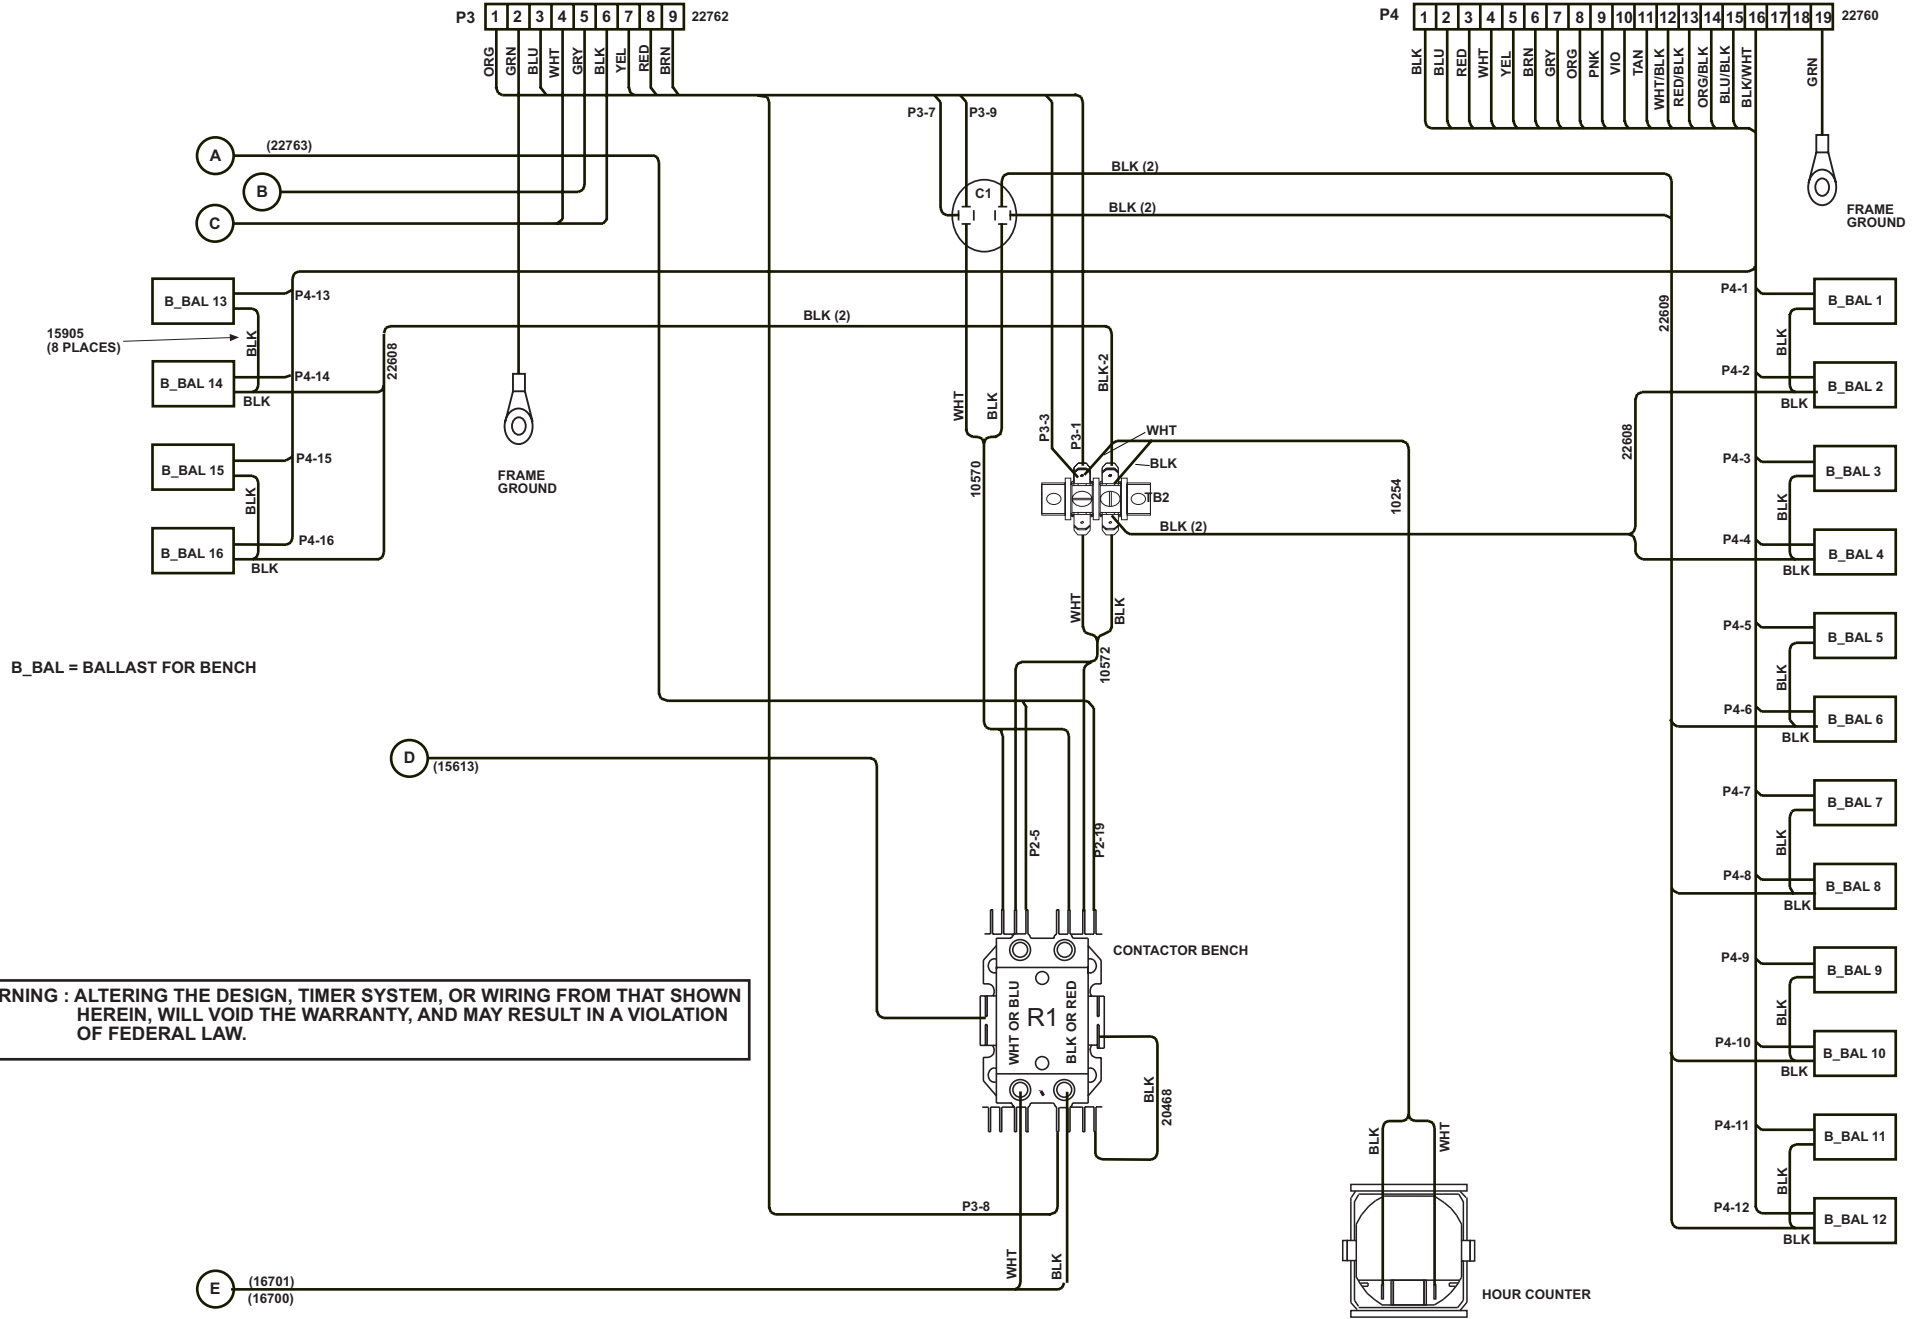 P3 1 2 3 4 5 6 7 8 9 22762
ORG GRN BLU WHT GRY BLK YEL RED BRN
P4 1 2 3 4 5 6 7 8 9 10 11 12 13 14 15 16 17 18 19 22760
BLK BLU RED WHT YEL BRN GRY ORG PNK VIO TAN WHT/BLK RED/BLK ORG/BLK BLU/BLK BLK/WHT GRN
P3-7 P3-9
A (22763)
B
C
C1
BLK (2)
BLK (2)
FRAME
GROUND
B_BAL 13 P4-13
15905
(8 PLACES)
BLK
B_BAL 14 P4-14
BLK
22608
B_BAL 15 P4-15
BLK
B_BAL 16 P4-16
BLK
BLK (2)
FRAME
GROUND
WHT BLK
10570
P3-3 P3-1 BLK-2
WHT
BLK
TB2
BLK (2)
10254
22608
22609
WHT BLK
10572
P4-1 B_BAL 1
BLK
P4-2 B_BAL 2
BLK
P4-3 B_BAL 3
BLK
P4-4 B_BAL 4
BLK
P4-5 B_BAL 5
BLK
P4-6 B_BAL 6
BLK
P4-7 B_BAL 7
BLK
P4-8 B_BAL 8
BLK
P4-9 B_BAL 9
BLK
P4-10 B_BAL 10
BLK
P4-11 B_BAL 11
BLK
P4-12 B_BAL 12
BLK
B_BAL = BALLAST FOR BENCH
D (15613)
P2-5 P2-19
CONTACTOR BENCH
WHT OR BLU R1 BLK OR RED
BLK
20468
RNING : ALTERING THE DESIGN, TIMER SYSTEM, OR WIRING FROM THAT SHOWN
HEREIN, WILL VOID THE WARRANTY, AND MAY RESULT IN A VIOLATION
OF FEDERAL LAW.
P3-8
WHT BLK
E (16701)
(16700)
BLK WHT
HOUR COUNTER